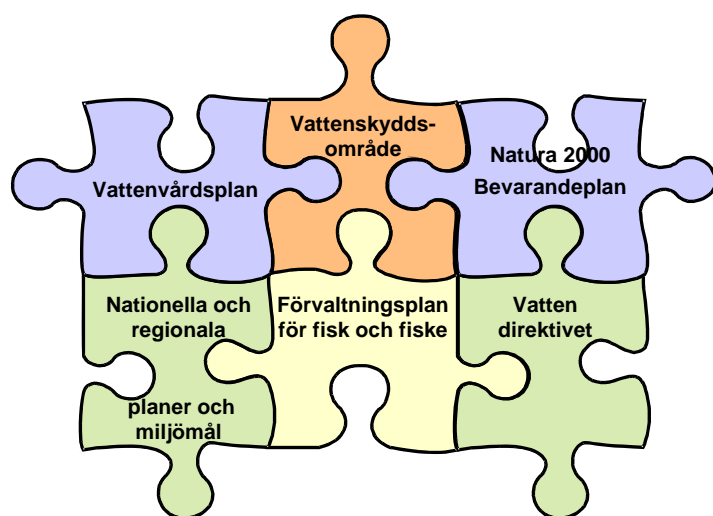 Vattenvårdsplan
Vattenskydds-
område
Natura 2000
Bevarandeplan
Nationella och
regionala
planer och
miljömål
Förvaltningsplan
för fisk och fiske
Vatten
direktivet